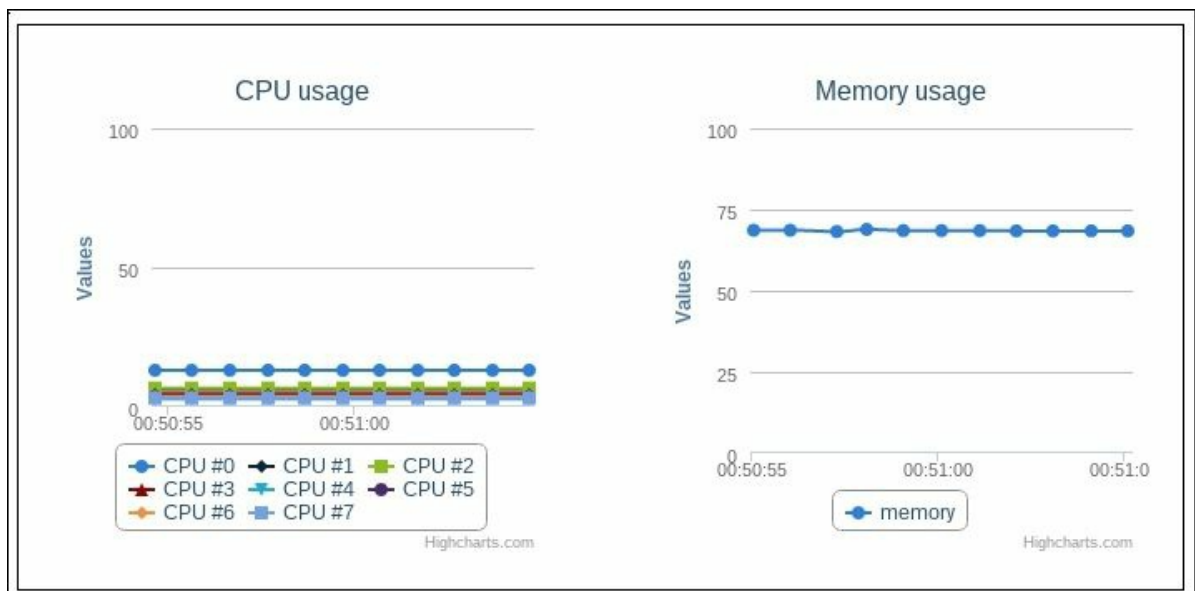 CPU usage
100
50
0
Values
00:50:55 00:51:00
CPU #0 CPU #1 CPU #2
CPU #3 CPU #4 CPU #5
CPU #6 CPU #7
Highcharts.com
Memory usage
100
75
50
25
0
Values
00:50:55 00:51:00 00:51:0
memory
Highcharts.com